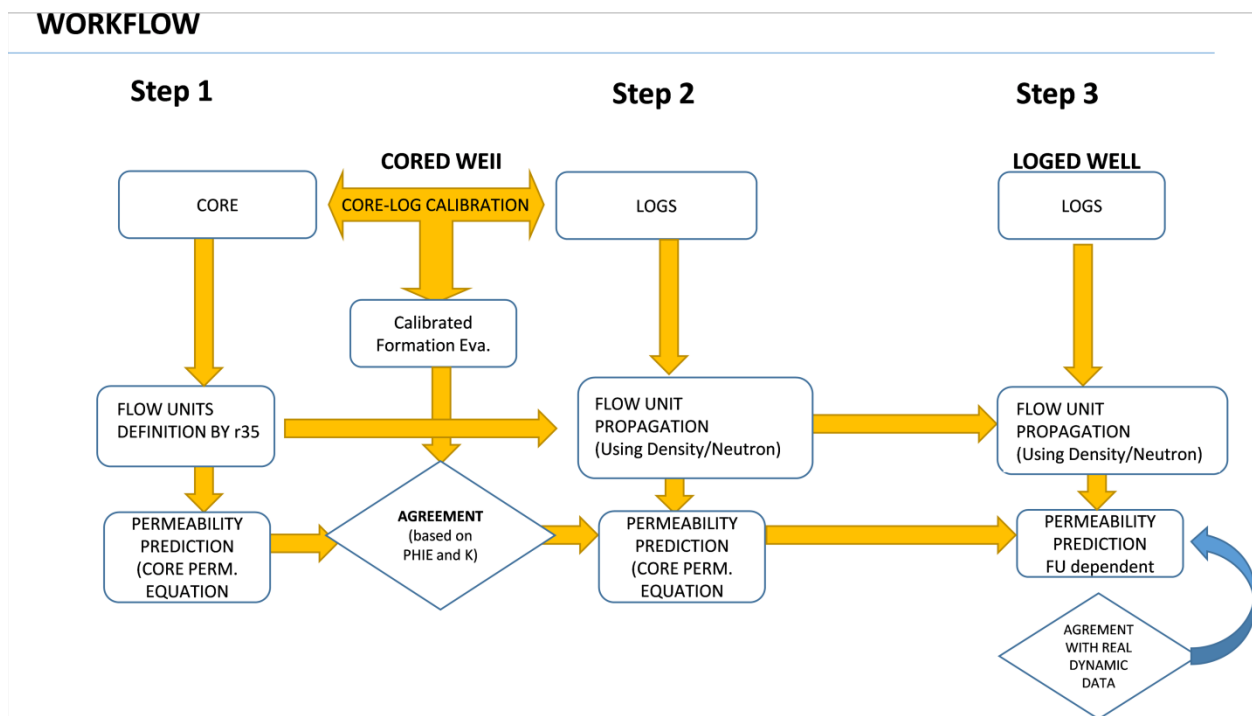 WORKFLOW
Step 1
Step 2
Step 3
CORED WEII
LOGED WELL
CORE
CORE-LOG CALIBRATION
LOGS
LOGS
Calibrated
Formation Eva.
FLOW UNITS
DEFINITION BY r35
FLOW UNIT
PROPAGATION
(Using Density/Neutron)
FLOW UNIT
PROPAGATION
(Using Density/Neutron)
PERMEABILITY
PREDICTION
(CORE PERM.
EQUATION
AGREEMENT
(based on
PHIE and K)
PERMEABILITY
PREDICTION
(CORE PERM.
EQUATION
PERMEABILITY
PREDICTION
FU dependent
AGREMENT
WITH REAL
DYNAMIC
DATA